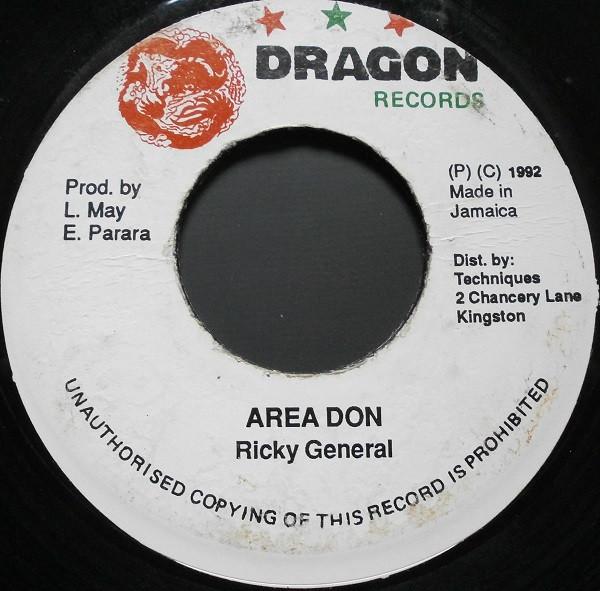 DRAGON
RECORDS
Prod. by
L. May
E. Parara
(P) (C) 1992
Made in
Jamaica
Dist. by:
Techniques
2 Chancery Lane
Kingston
AREA DON
Ricky General
UNAUTHORISED COPYING OF THIS RECORD IS PROHIBITED